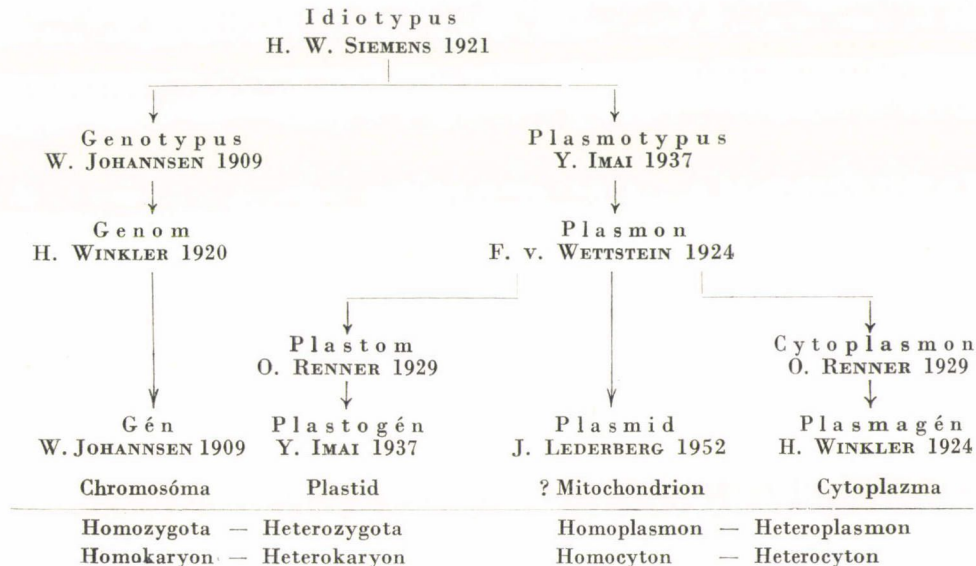 Idiotypus
H. W. SIEMENS 1921
Genotypus Plasmotypus
W. JOHANNSEN 1909 Y. IMAI 1937
Genom Plasmon
H. WINKLER 1920 F. v. WETTSTEIN 1924
Plastom Cytoplasmon
O. RENNER 1929 O. RENNER 1929
Gén Plastogén Plasmid Plasmagén
W. JOHANNSEN 1909 Y. IMAI 1937 J. LEDERBERG 1952 H. WINKLER 1924
Chromosóma Plastid ? Mitochondrion Cytoplazma
Homozygota — Heterozygota Homoplasmon — Heteroplasmon
Homokaryon — Heterokaryon Homocyton — Heterocyton